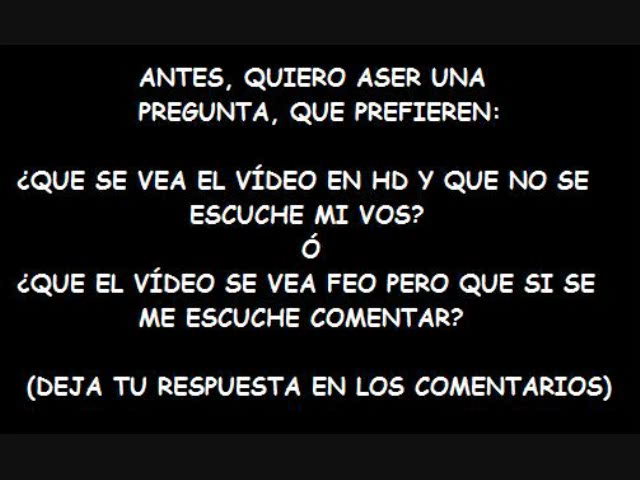 ANTES, QUIERO ASER UNA
PREGUNTA, QUE PREFIEREN:
¿QUE SE VEA EL VÍDEO EN HD Y QUE NO SE
ESCUCHE MI VOS?
Ó
¿QUE EL VÍDEO SE VEA FEO PERO QUE SI SE
ME ESCUCHE COMENTAR?
(DEJA TU RESPUESTA EN LOS COMENTARIOS)